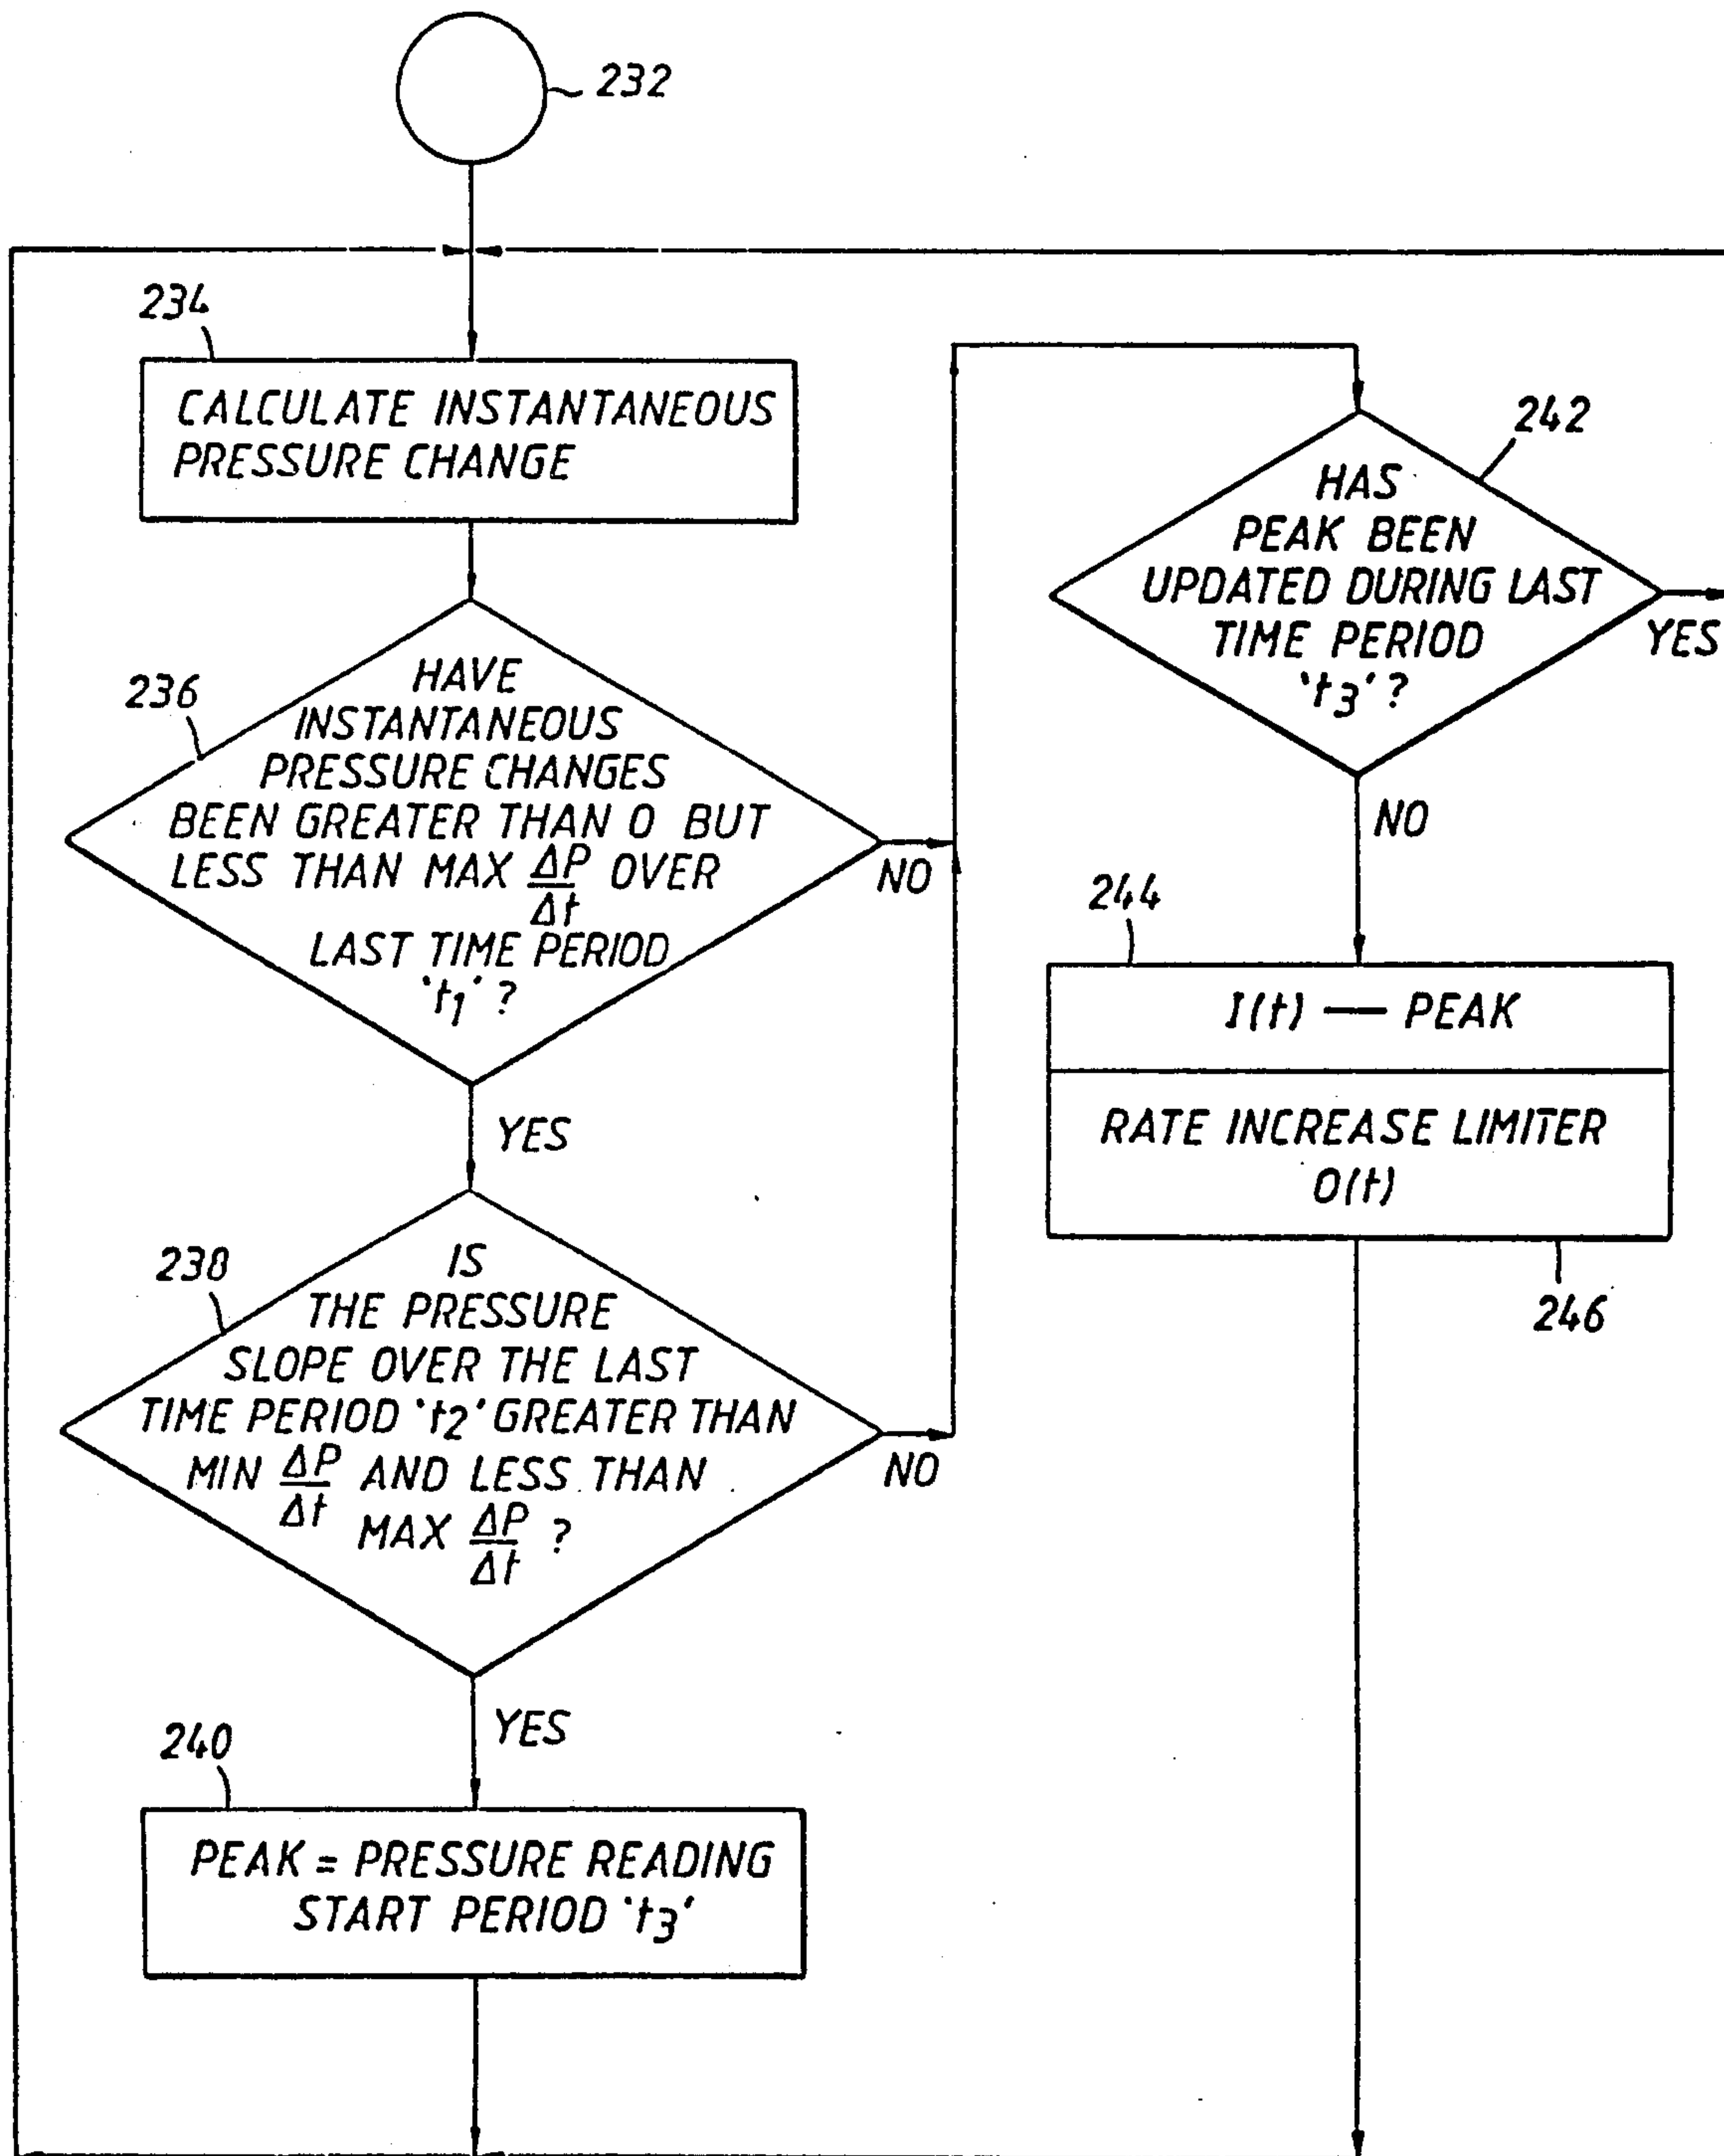 232
234
CALCULATE INSTANTANEOUS
PRESSURE CHANGE
236
HAVE
INSTANTANEOUS
PRESSURE CHANGES
BEEN GREATER THAN 0 BUT
LESS THAN MAX ΔP/Δt OVER
LAST TIME PERIOD
't1' ?
NO
YES
238
IS
THE PRESSURE
SLOPE OVER THE LAST
TIME PERIOD 't2' GREATER THAN
MIN ΔP/Δt AND LESS THAN
MAX ΔP/Δt ?
NO
YES
240
PEAK = PRESSURE READING
START PERIOD 't3'
242
HAS
PEAK BEEN
UPDATED DURING LAST
TIME PERIOD
't3' ?
YES
NO
244
I(t) — PEAK
RATE INCREASE LIMITER
O(t)
246